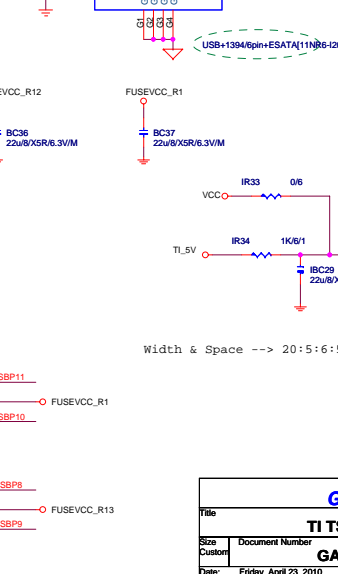 G1
G2
G3
G4
USB+1394/6pin+ESATA[11NR6-I20
EVCC_R12
FUSEVCC_R1
BC36
22u/8/X5R/6.3V/M
BC37
22u/8/X5R/6.3V/M
IR33 0/6
VCC
IR34 1K/6/1
TI_5V
IBC29
22u/8/X
Width & Space --> 20:5:6:5
SBP11
FUSEVCC_R1
SBP10
SBP8
FUSEVCC_R13
SBP9
G
Title
TI TS
Size
Custom
Document Number
GA
Date: Friday, April 23, 2010